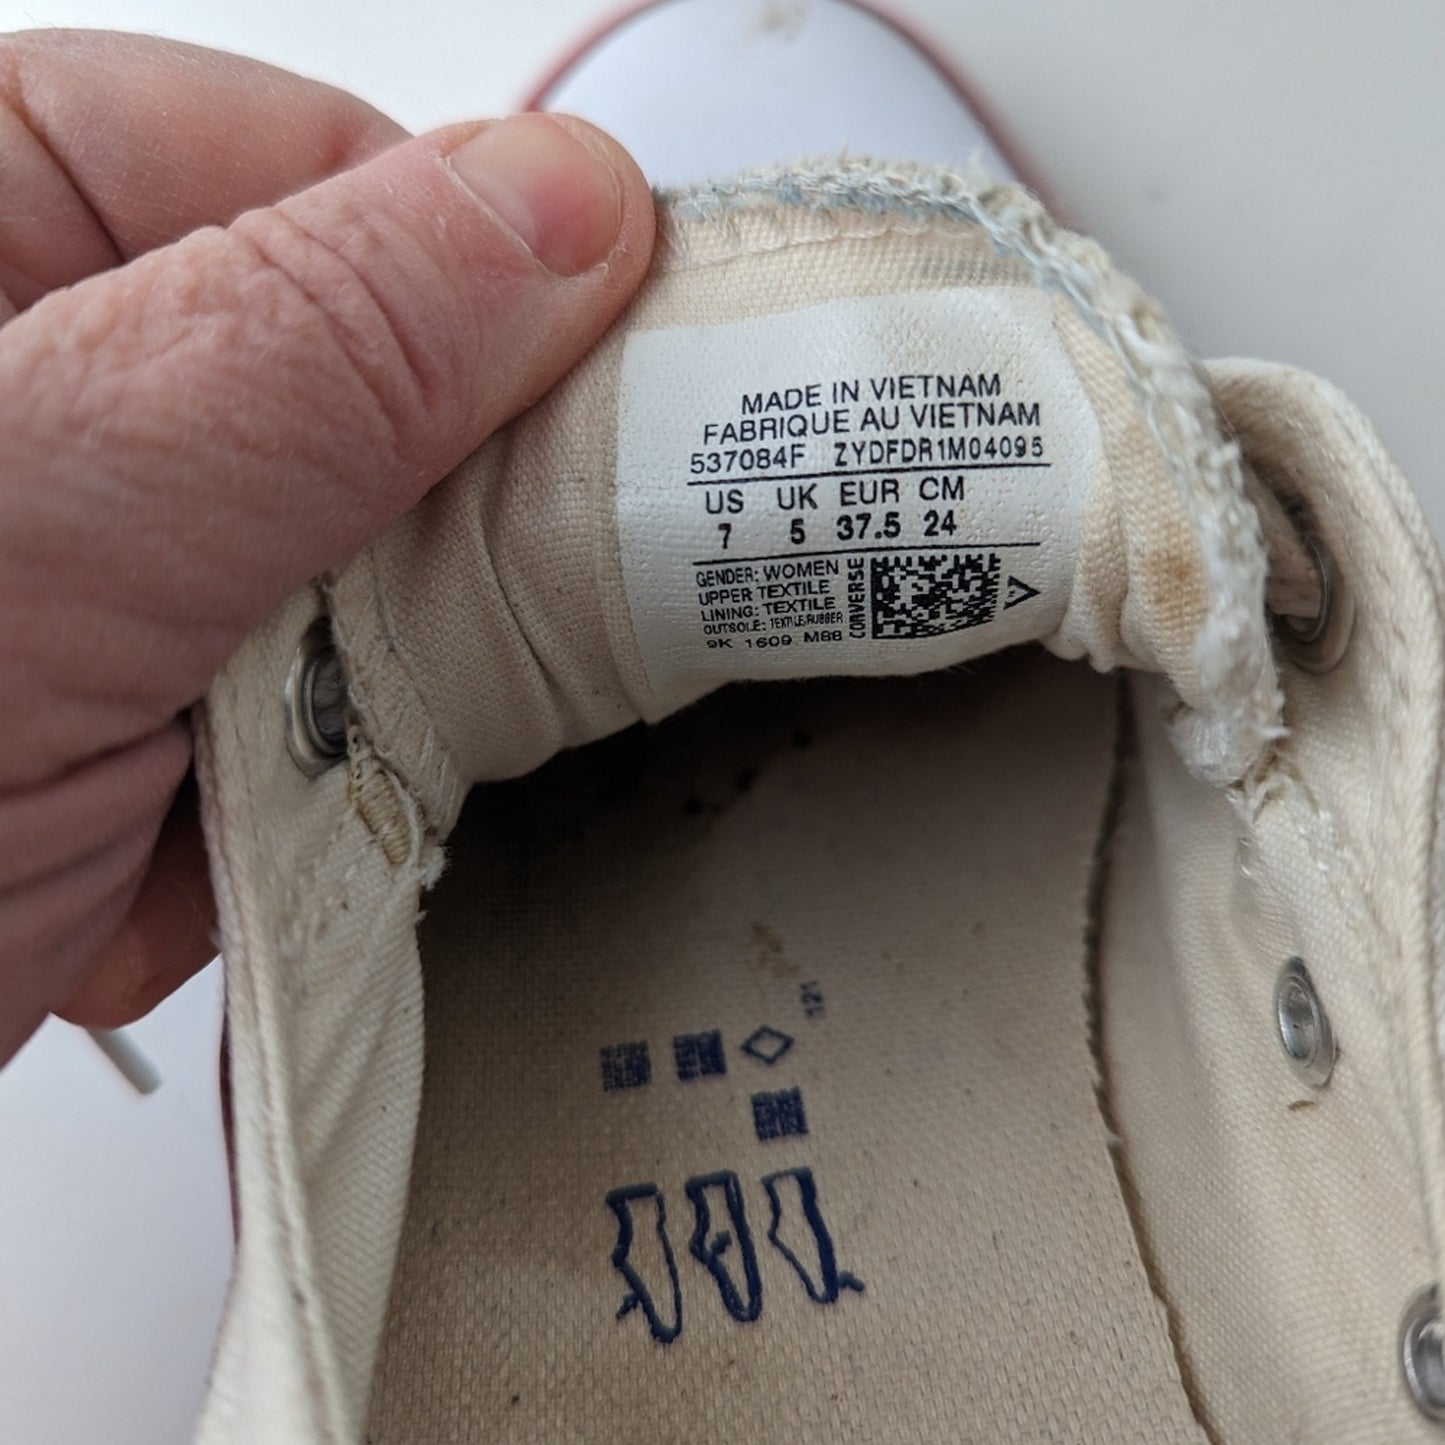 MADE IN VIETNAM
FABRIQUE AU VIETNAM
537084F ZYDFDR1M04095
US UK EUR CM
7 5 37.5 24
GENDER: WOMEN
UPPER TEXTILE
LINING: TEXTILE
OUTSOLE: TEXTILE/RUBBER
9K 1609 M88
CONVERSE
V
121